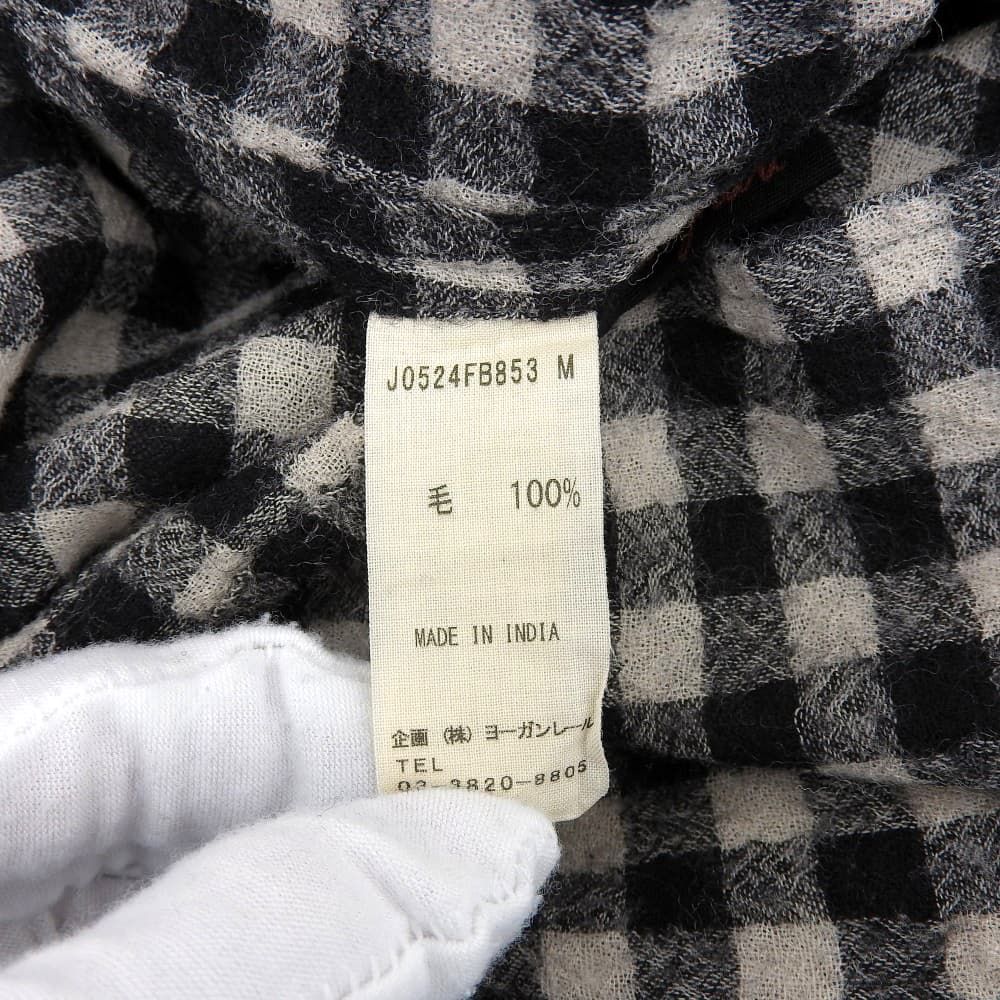 J0524FB853 M
毛 100%
MADE IN INDIA
企画 (株) ヨーガンレール
TEL
03-3820-8805